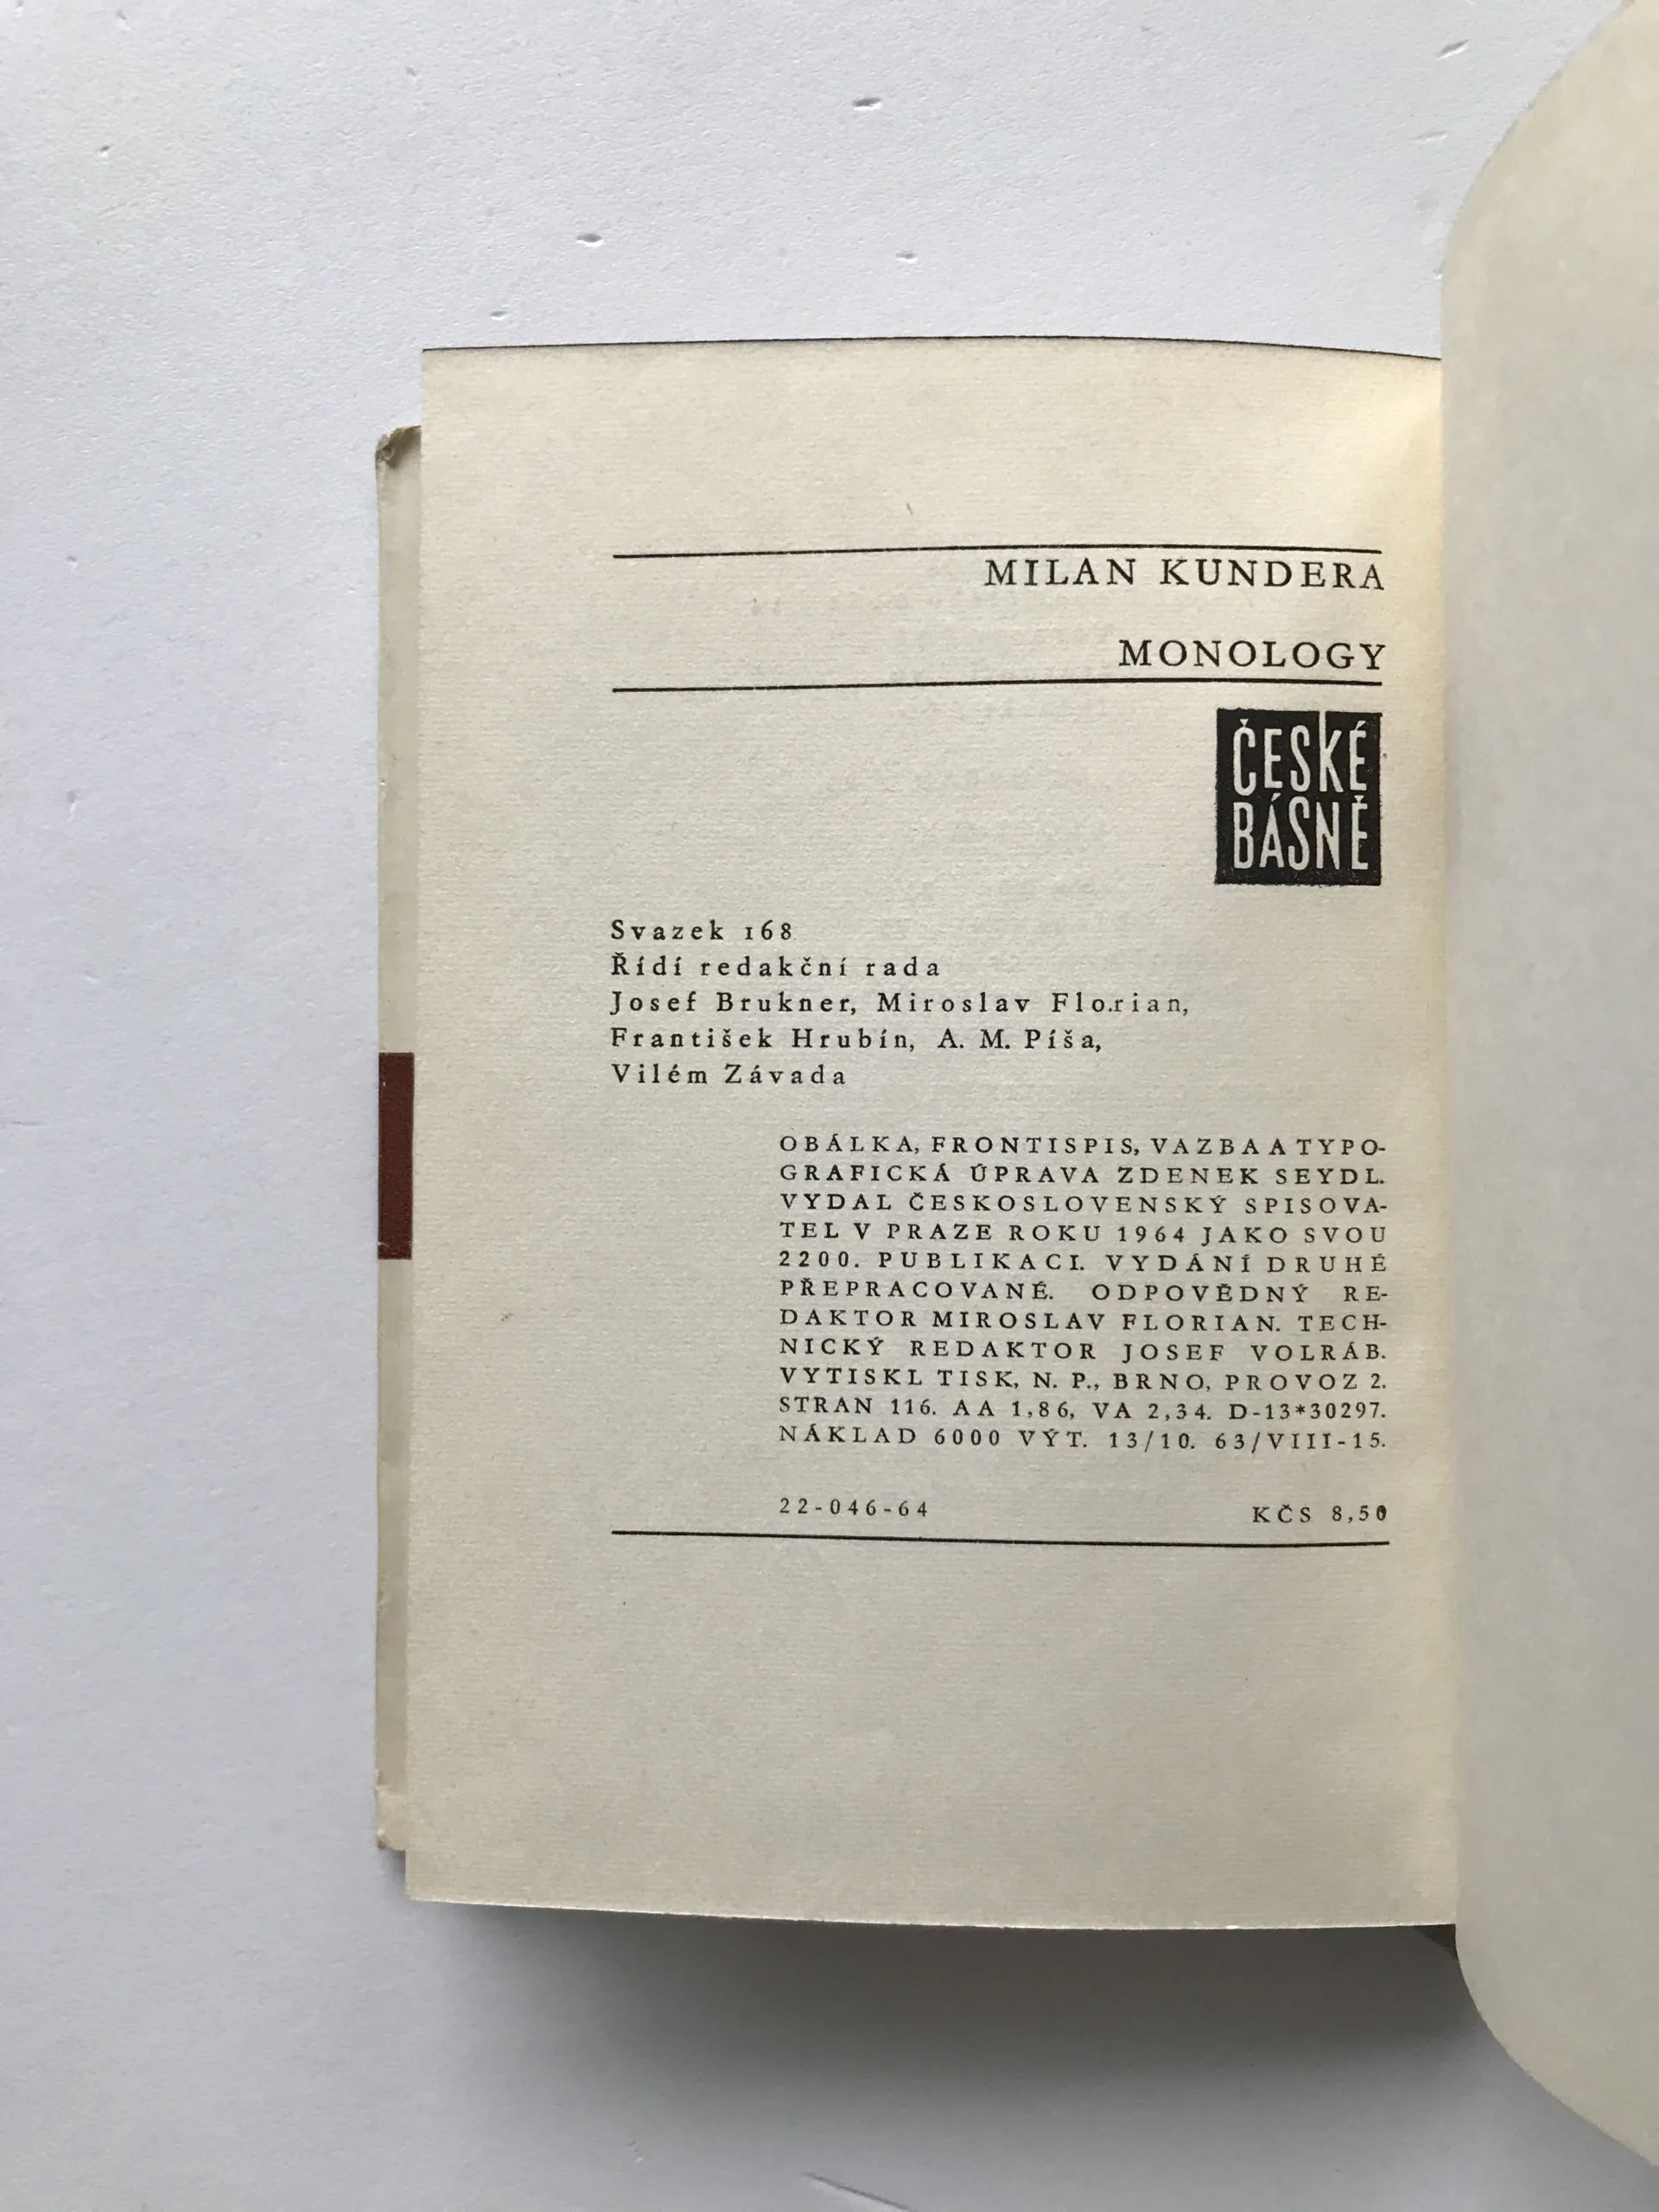 MILAN KUNDERA
MONOLOGY
ČESKÉ
BÁSNĚ
Svazek 168
Řídí redakční rada
Josef Brukner, Miroslav Florian,
František Hrubín, A. M. Píša,
Vilém Závada
OBÁLKA, FRONTISPIS, VAZBA A TYPO-
GRAFICKÁ ÚPRAVA ZDENEK SEYDL.
VYDAL ČESKOSLOVENSKÝ SPISOVA-
TEL V PRAZE ROKU 1964 JAKO SVOU
2200. PUBLIKACI. VYDÁNÍ DRUHÉ
PŘEPRACOVANÉ. ODPOVĚDNÝ RE-
DAKTOR MIROSLAV FLORIAN. TECH-
NICKÝ REDAKTOR JOSEF VOLRÁB.
VYTISKL TISK, N. P., BRNO, PROVOZ 2.
STRAN 116. AA 1,86, VA 2,34. D-13*30297.
NÁKLAD 6000 VÝT. 13/10. 63/VIII-15.
22-046-64 KČS 8,50